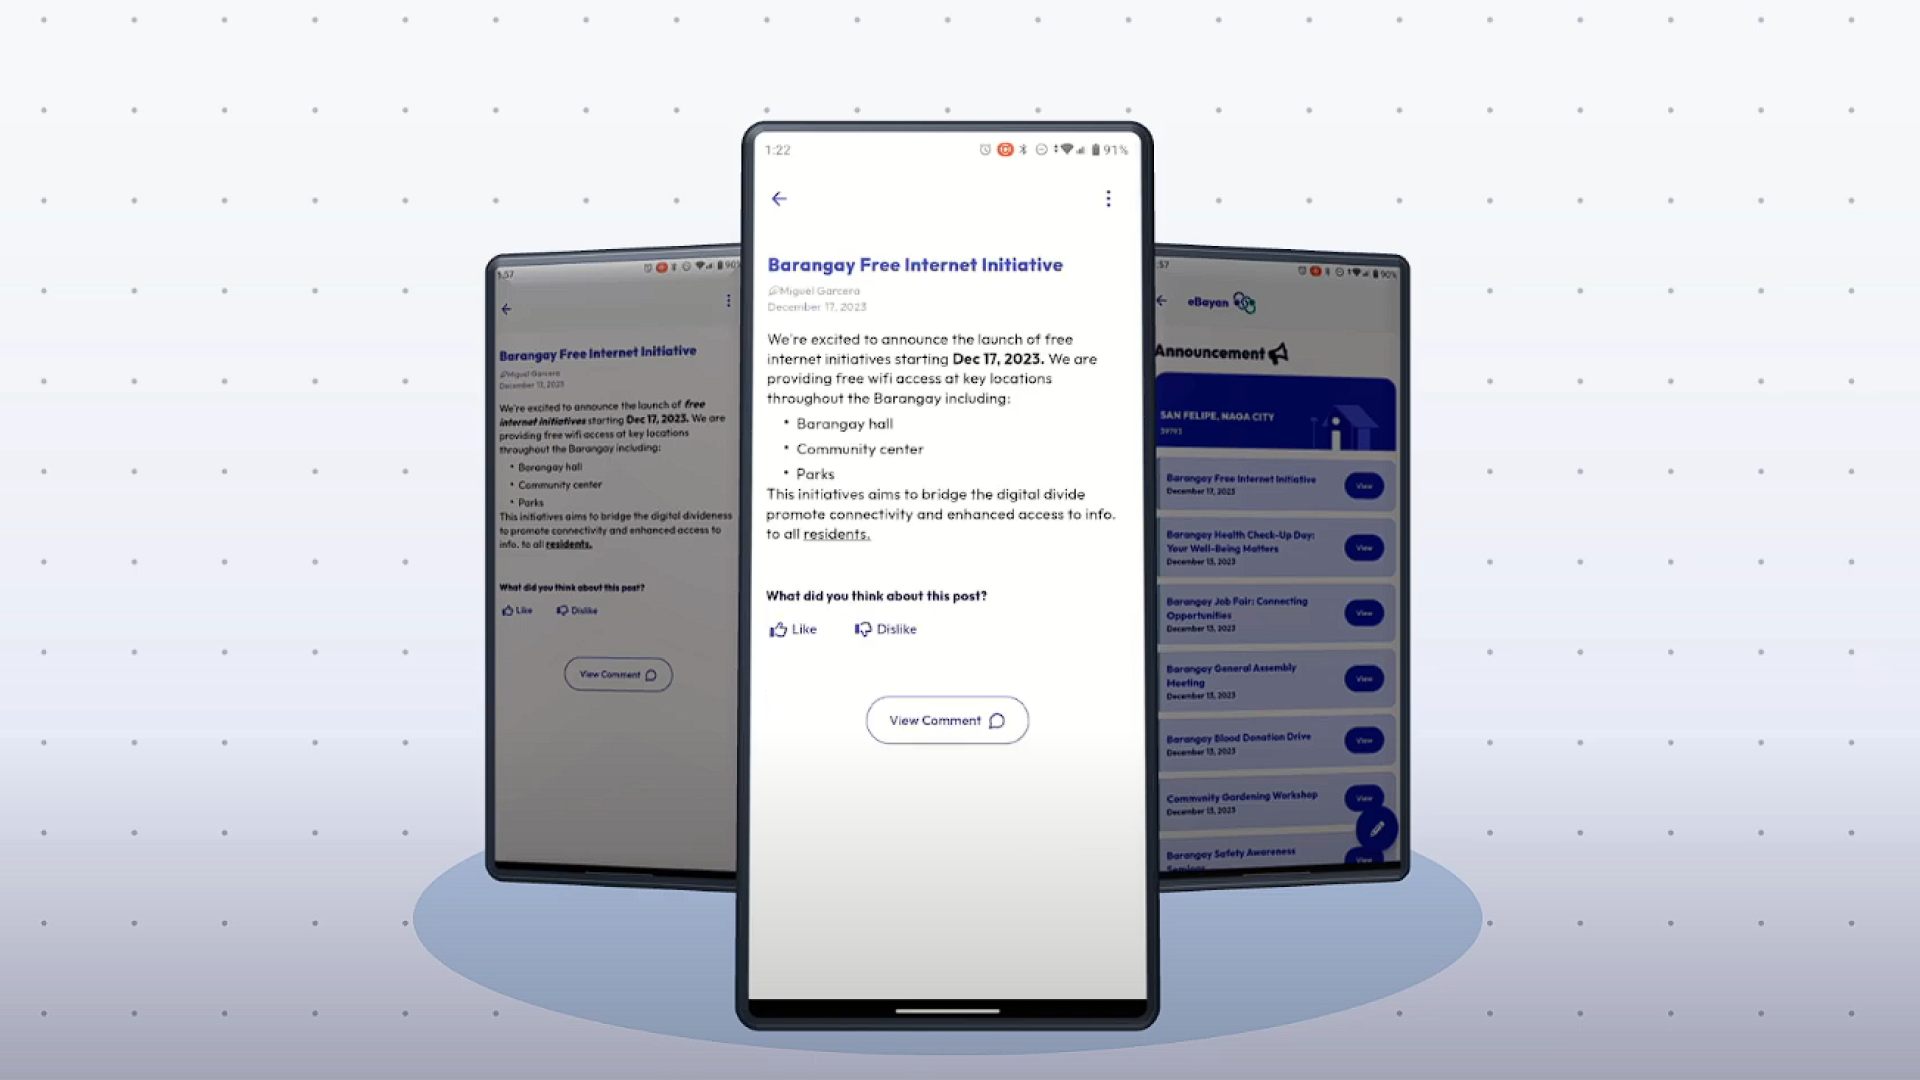 1:57
90%
Barangay Free Internet Initiative
Miguel Garcera
December 13, 2023
We're excited to announce the launch of free
internet initiatives starting Dec 17, 2023. We are
providing free wifi access at key locations
throughout the Barangay including:
• Barangay hall
• Community center
• Parks
This initiatives aims to bridge the digital divideness
to promote connectivity and enhanced access to
info. to all residents.
What did you think about this post?
Like Dislike
View Comment
1:22
91%
Barangay Free Internet Initiative
Miguel Garcera
December 17, 2023
We're excited to announce the launch of free
internet initiatives starting Dec 17, 2023. We are
providing free wifi access at key locations
throughout the Barangay including:
• Barangay hall
• Community center
• Parks
This initiatives aims to bridge the digital divide
promote connectivity and enhanced access to info.
to all residents.
What did you think about this post?
Like Dislike
View Comment
:57
90%
eBayan
Announcement
SAN FELIPE, NAGA CITY
Barangay Free Internet Initiative
December 17, 2023
View
Barangay Health Check-Up Day:
Your Well-Being Matters
December 13, 2023
View
Barangay Job Fair: Connecting
Opportunities
December 13, 2023
View
Barangay General Assembly
Meeting
December 13, 2023
View
Barangay Blood Donation Drive
December 13, 2023
View
Community Gardening Workshop
December 13, 2023
View
Barangay Safety Awareness
View